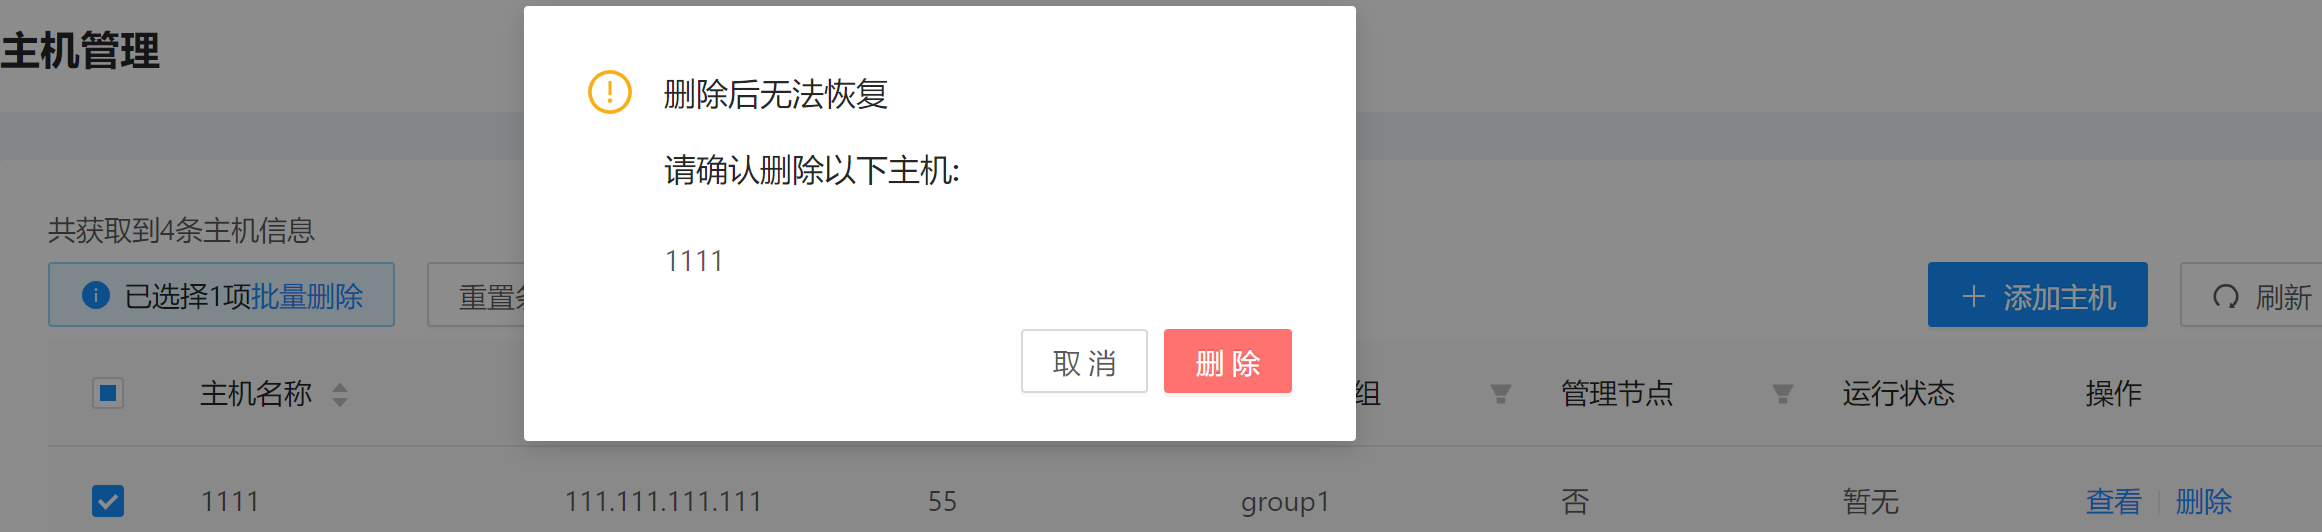 主机管理
删除后无法恢复
请确认删除以下主机:
1111
取 消 删 除
共获取到4条主机信息
已选择1项批量删除 重置 添加主机 刷新
主机名称 组 管理节点 运行状态 操作
1111 111.111.111.111 55 group1 否 暂无 查看 删除